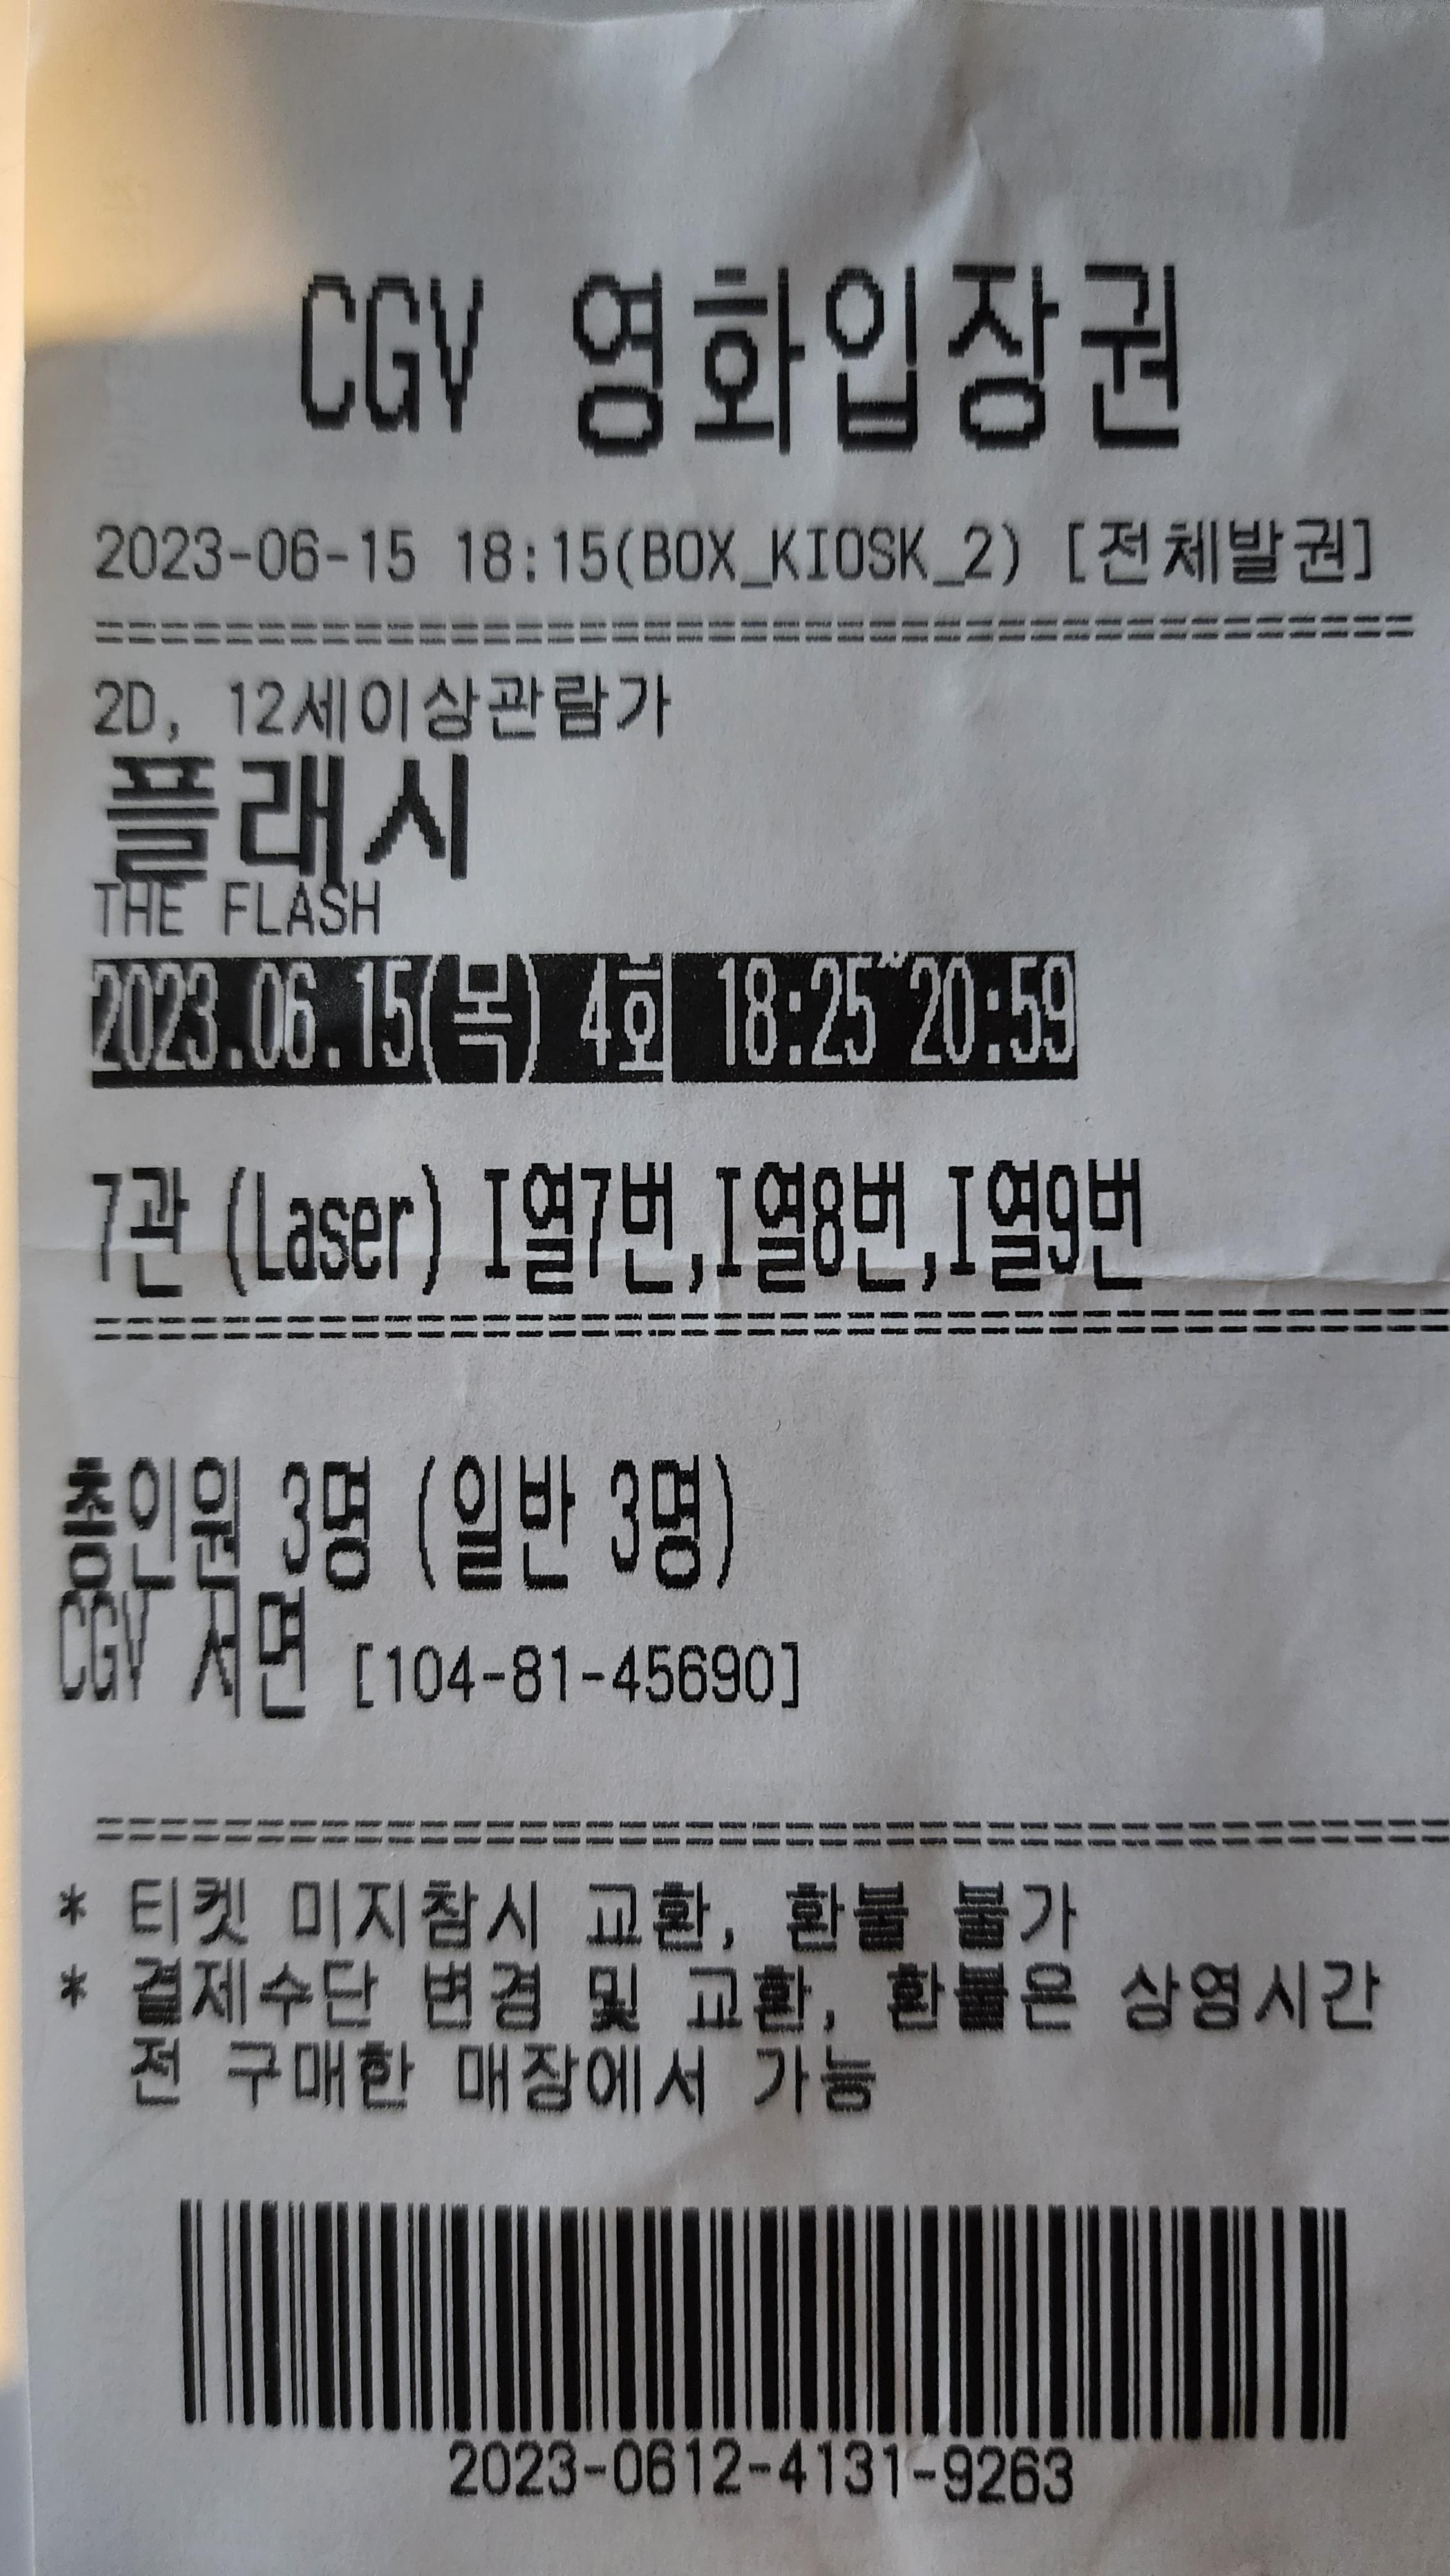 CGV 영화입장권
2023-06-15 18:15(BOX_KIOSK_2) [전체발권]
=========================================
2D, 12세이상관람가
플래시
THE FLASH
2023.06.15(목) 4회 18:25~20:59
7관 (Laser) I열7번,I열8번,I열9번
==========================================
총인원 3명 (일반 3명)
CGV 서면 [104-81-45690]
==========================================
* 티켓 미지참시 교환, 환불 불가
* 결제수단 변경 및 교환, 환불은 상영시간
전 구매한 매장에서 가능
2023-0612-4131-9263